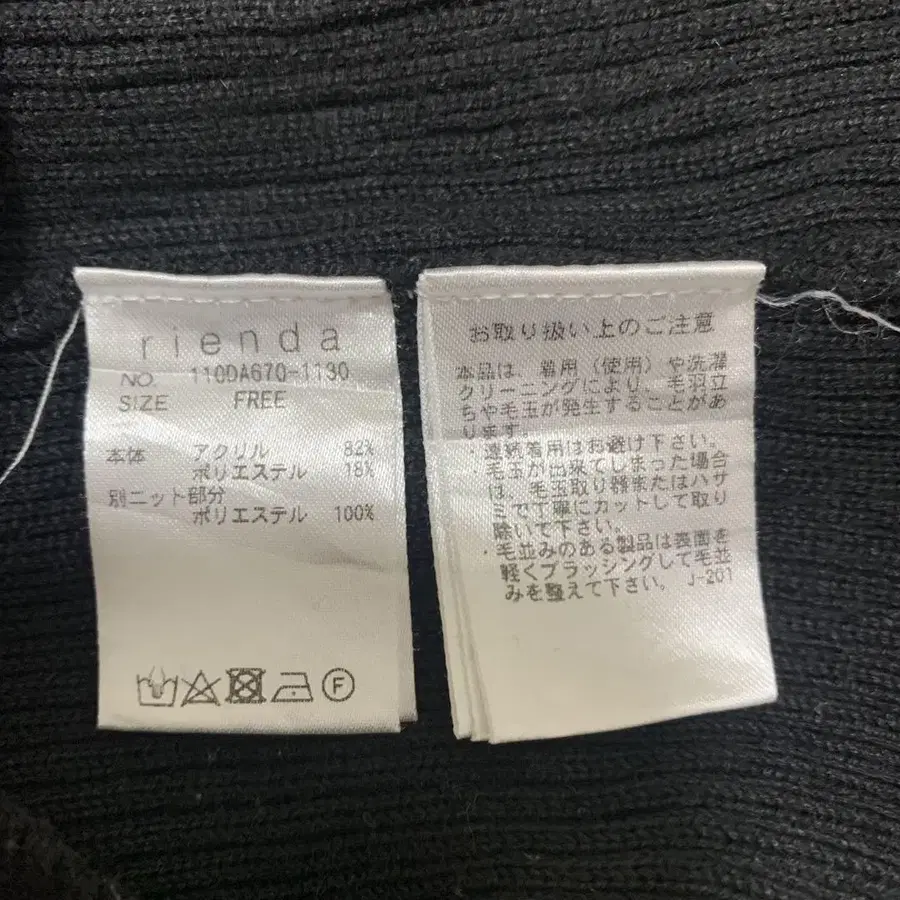 rienda
NO. 110DA670-1130
SIZE FREE
本体 アクリル 82%
ポリエステル 18%
別ニット部分
ポリエステル 100%
F
お取り扱い上のご注意
本品は、着用（使用）や洗濯
クリーニングにより、毛羽立
ちや毛玉が発生することがあ
ります。
・連続着用はお避け下さい。
・毛玉が出来てしまった場合
は、毛玉取り器またはハサ
ミで丁寧にカットして取り
除いて下さい。
・毛並みのある製品は表面を
軽くブラッシングして毛並
みを整えて下さい。 J-201